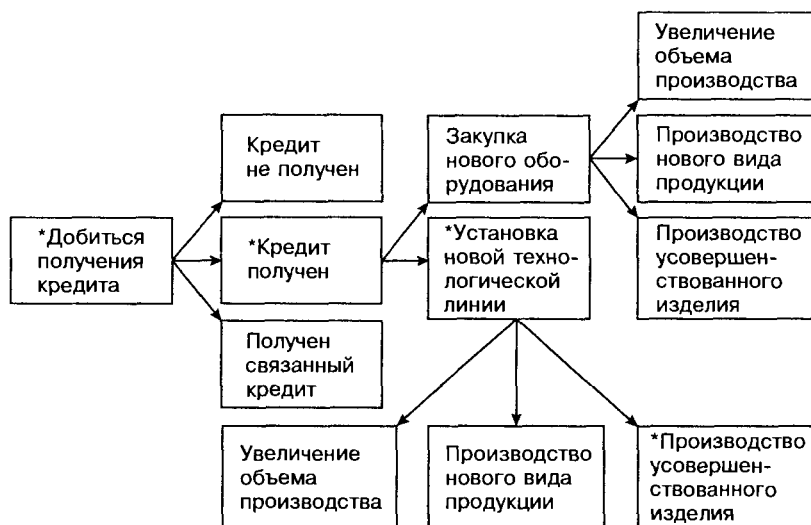 Увеличение
объема
производства
Кредит
не получен
Закупка
нового обо-
рудования
Производство
нового вида
продукции
*Добиться
получения
кредита
*Кредит
получен
*Установка
новой техно-
логической
линии
Производство
усовершен-
ствованного
изделия
Получен
связанный
кредит
Увеличение
объема
производства
Производство
нового вида
продукции
*Производство
усовершен-
ствованного
изделия